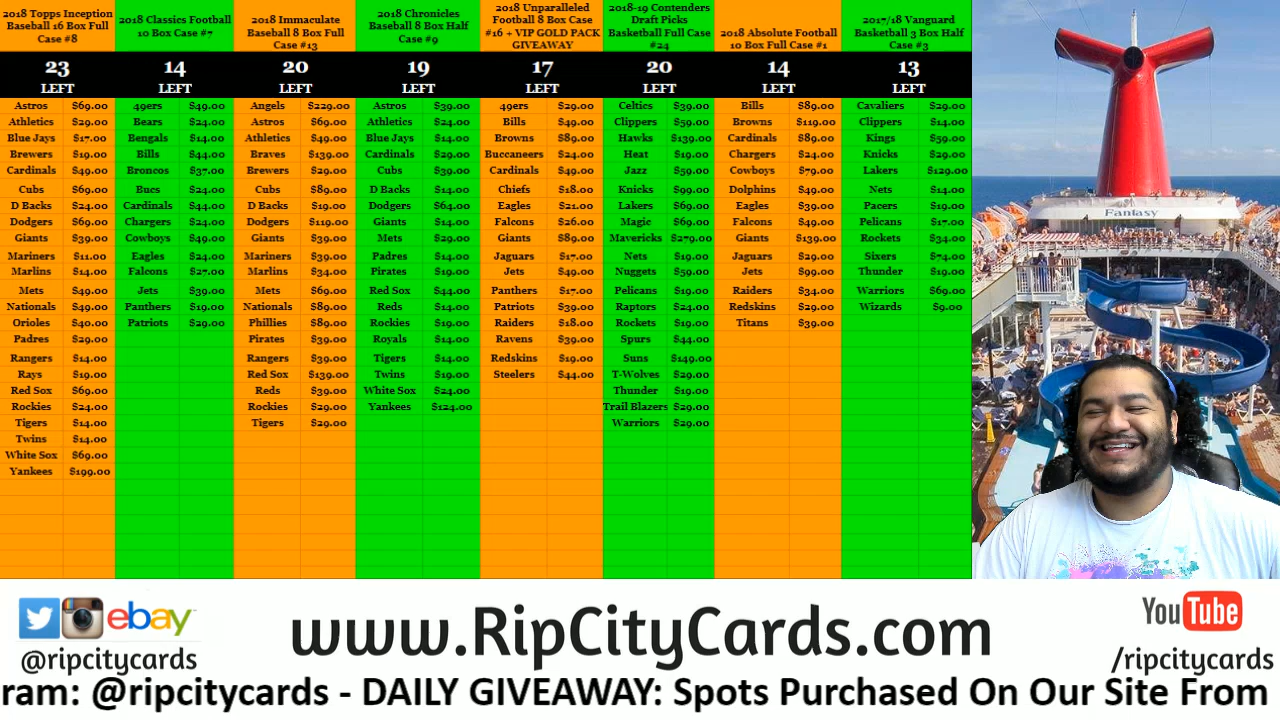 2018 Topps Inception
Baseball 16 Box Full
Case #8
23
LEFT
Astros $69.00
Athletics $29.00
Blue Jays $17.00
Brewers $19.00
Cardinals $49.00
Cubs $69.00
D Backs $24.00
Dodgers $69.00
Giants $39.00
Mariners $11.00
Marlins $14.00
Mets $49.00
Nationals $49.00
Orioles $40.00
Padres $29.00
Rangers $14.00
Rays $19.00
Red Sox $69.00
Rockies $24.00
Tigers $14.00
Twins $14.00
White Sox $69.00
Yankees $199.00
2018 Classics Football
10 Box Case #7
14
LEFT
49ers $49.00
Bears $24.00
Bengals $14.00
Bills $44.00
Broncos $37.00
Bucs $24.00
Cardinals $44.00
Chargers $24.00
Cowboys $49.00
Eagles $24.00
Falcons $27.00
Jets $39.00
Panthers $19.00
Patriots $29.00
2018 Immaculate
Baseball 8 Box Full
Case #13
20
LEFT
Angels $229.00
Astros $69.00
Athletics $49.00
Braves $139.00
Brewers $29.00
Cubs $89.00
D Backs $19.00
Dodgers $119.00
Giants $39.00
Mariners $39.00
Marlins $34.00
Mets $69.00
Nationals $89.00
Phillies $89.00
Pirates $39.00
Rangers $39.00
Red Sox $139.00
Reds $39.00
Rockies $29.00
Tigers $29.00
2018 Chronicles
Baseball 8 Box Half
Case #9
19
LEFT
Astros $39.00
Athletics $24.00
Blue Jays $14.00
Cardinals $29.00
Cubs $39.00
D Backs $14.00
Dodgers $64.00
Giants $14.00
Mets $29.00
Padres $14.00
Pirates $19.00
Red Sox $44.00
Reds $14.00
Rockies $19.00
Royals $14.00
Tigers $14.00
Twins $19.00
White Sox $24.00
Yankees $124.00
2018 Unparalleled
Football 8 Box Case
#16 + VIP GOLD PACK
GIVEAWAY
17
LEFT
49ers $29.00
Bills $49.00
Browns $89.00
Buccaneers $24.00
Cardinals $49.00
Chiefs $18.00
Eagles $21.00
Falcons $26.00
Giants $89.00
Jaguars $17.00
Jets $49.00
Panthers $17.00
Patriots $39.00
Raiders $18.00
Ravens $39.00
Redskins $19.00
Steelers $44.00
2018-19 Contenders
Draft Picks
Basketball Full Case
#24
20
LEFT
Celtics $39.00
Clippers $59.00
Hawks $139.00
Heat $19.00
Jazz $59.00
Knicks $99.00
Lakers $69.00
Magic $69.00
Mavericks $279.00
Nets $19.00
Nuggets $59.00
Pelicans $19.00
Raptors $24.00
Rockets $19.00
Spurs $44.00
Suns $149.00
T-Wolves $29.00
Thunder $19.00
Trail Blazers $29.00
Warriors $29.00
2018 Absolute Football
10 Box Full Case #1
14
LEFT
Bills $89.00
Browns $119.00
Cardinals $89.00
Chargers $24.00
Cowboys $79.00
Dolphins $49.00
Eagles $39.00
Falcons $49.00
Giants $139.00
Jaguars $29.00
Jets $99.00
Raiders $34.00
Redskins $29.00
Titans $39.00
2017/18 Vanguard
Basketball 3 Box Half
Case #3
13
LEFT
Cavaliers $29.00
Clippers $14.00
Kings $59.00
Knicks $29.00
Lakers $129.00
Nets $14.00
Pacers $19.00
Pelicans $17.00
Rockets $34.00
Sixers $74.00
Thunder $19.00
Warriors $69.00
Wizards $9.00
Fantasy
ebay
@ripcitycards
www.RipCityCards.com
YouTube
/ripcitycards
ram: @ripcitycards - DAILY GIVEAWAY: Spots Purchased On Our Site From